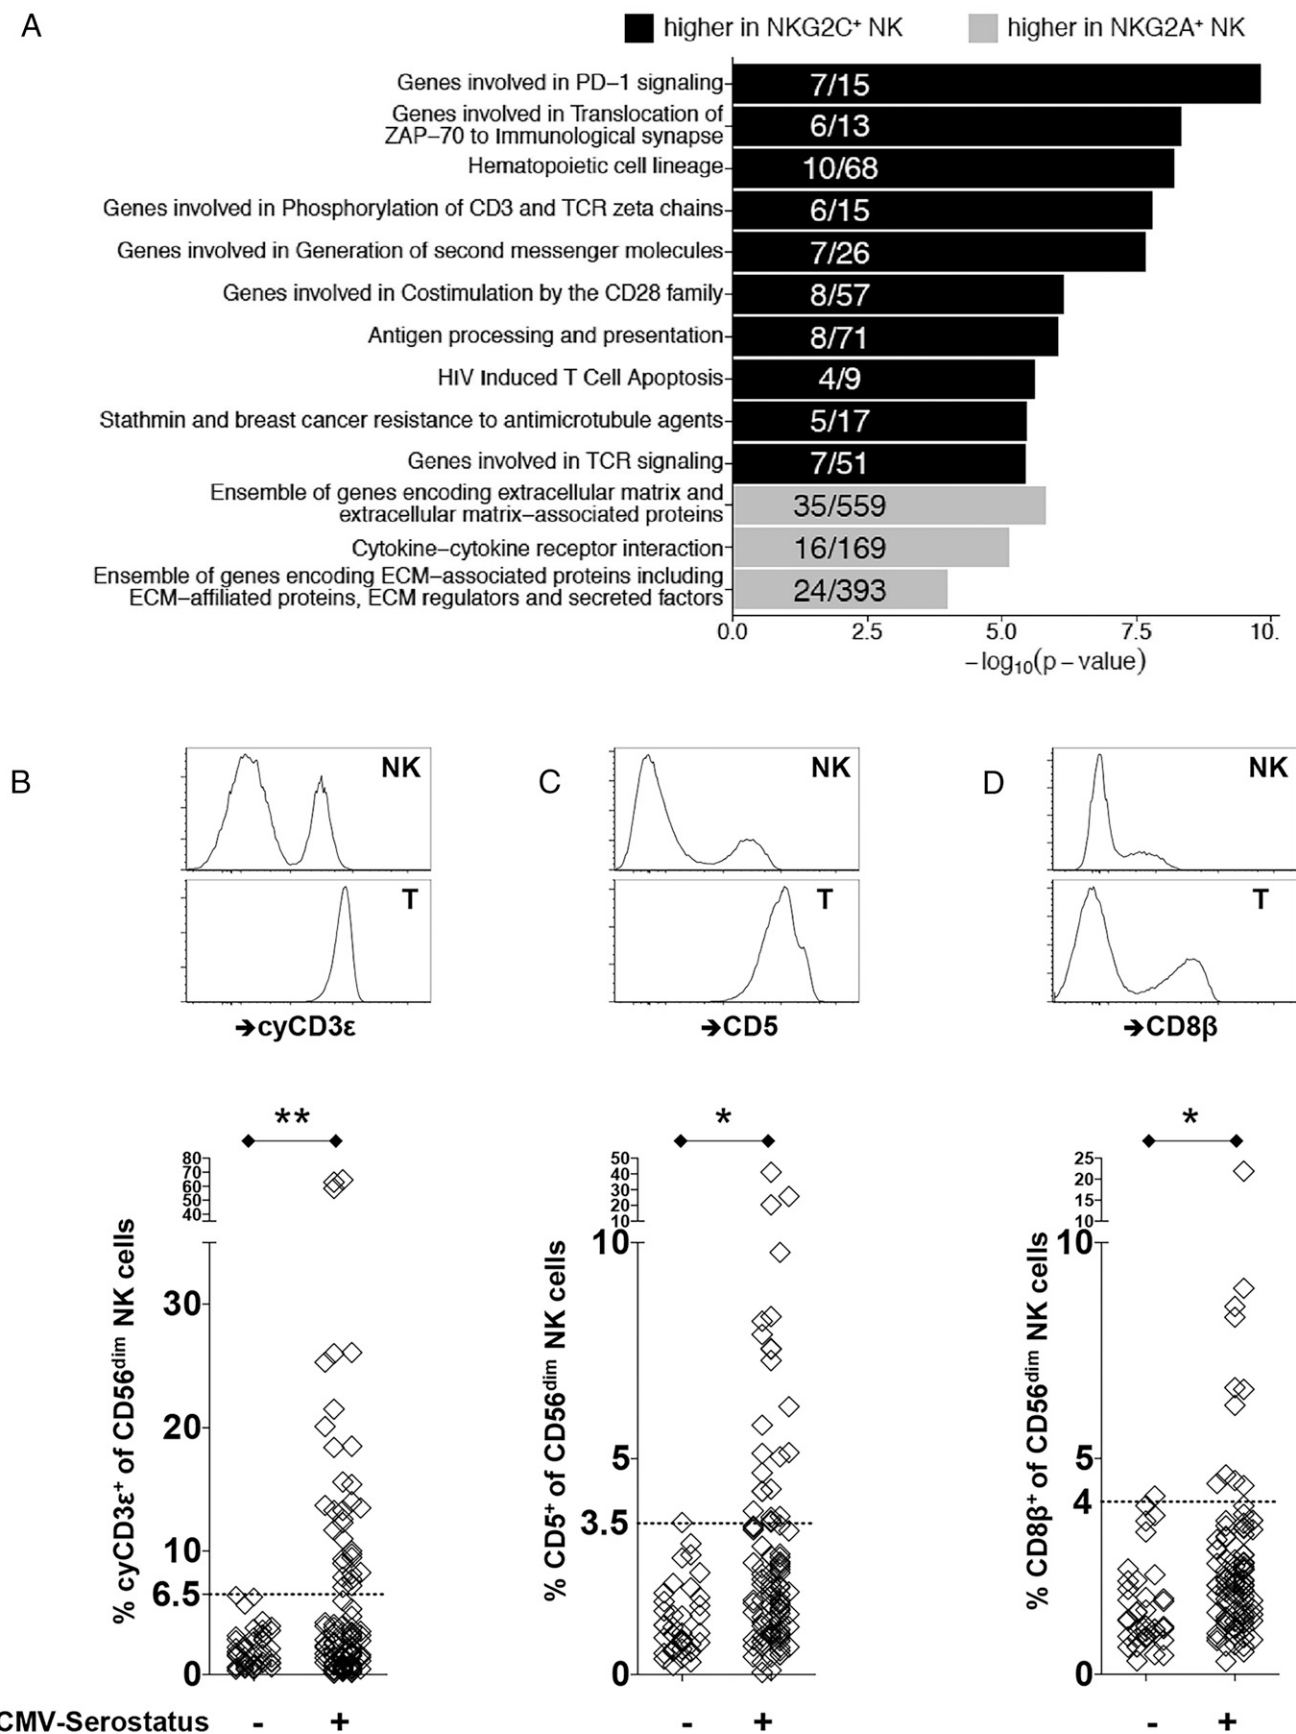 A
higher in NKG2C+ NK
higher in NKG2A+ NK
Genes involved in PD−1 signaling
7/15
Genes involved in Translocation of
ZAP−70 to Immunological synapse
6/13
Hematopoietic cell lineage
10/68
Genes involved in Phosphorylation of CD3 and TCR zeta chains
6/15
Genes involved in Generation of second messenger molecules
7/26
Genes involved in Costimulation by the CD28 family
8/57
Antigen processing and presentation
8/71
HIV Induced T Cell Apoptosis
4/9
Stathmin and breast cancer resistance to antimicrotubule agents
5/17
Genes involved in TCR signaling
7/51
Ensemble of genes encoding extracellular matrix and
extracellular matrix−associated proteins
35/559
Cytokine−cytokine receptor interaction
16/169
Ensemble of genes encoding ECM−associated proteins including
ECM−affiliated proteins, ECM regulators and secreted factors
24/393
0.0 2.5 5.0 7.5 10.
−log10(p − value)
B
NK
T
➔cyCD3ε
C
NK
T
➔CD5
D
NK
T
➔CD8β
**
80
70
60
50
40
30
20
10
6.5
0
% cyCD3ε+ of CD56dim NK cells
*
50
40
30
20
10
10
5
3.5
0
% CD5+ of CD56dim NK cells
*
25
20
15
10
10
5
4
0
% CD8β+ of CD56dim NK cells
CMV-Serostatus - + - + - +